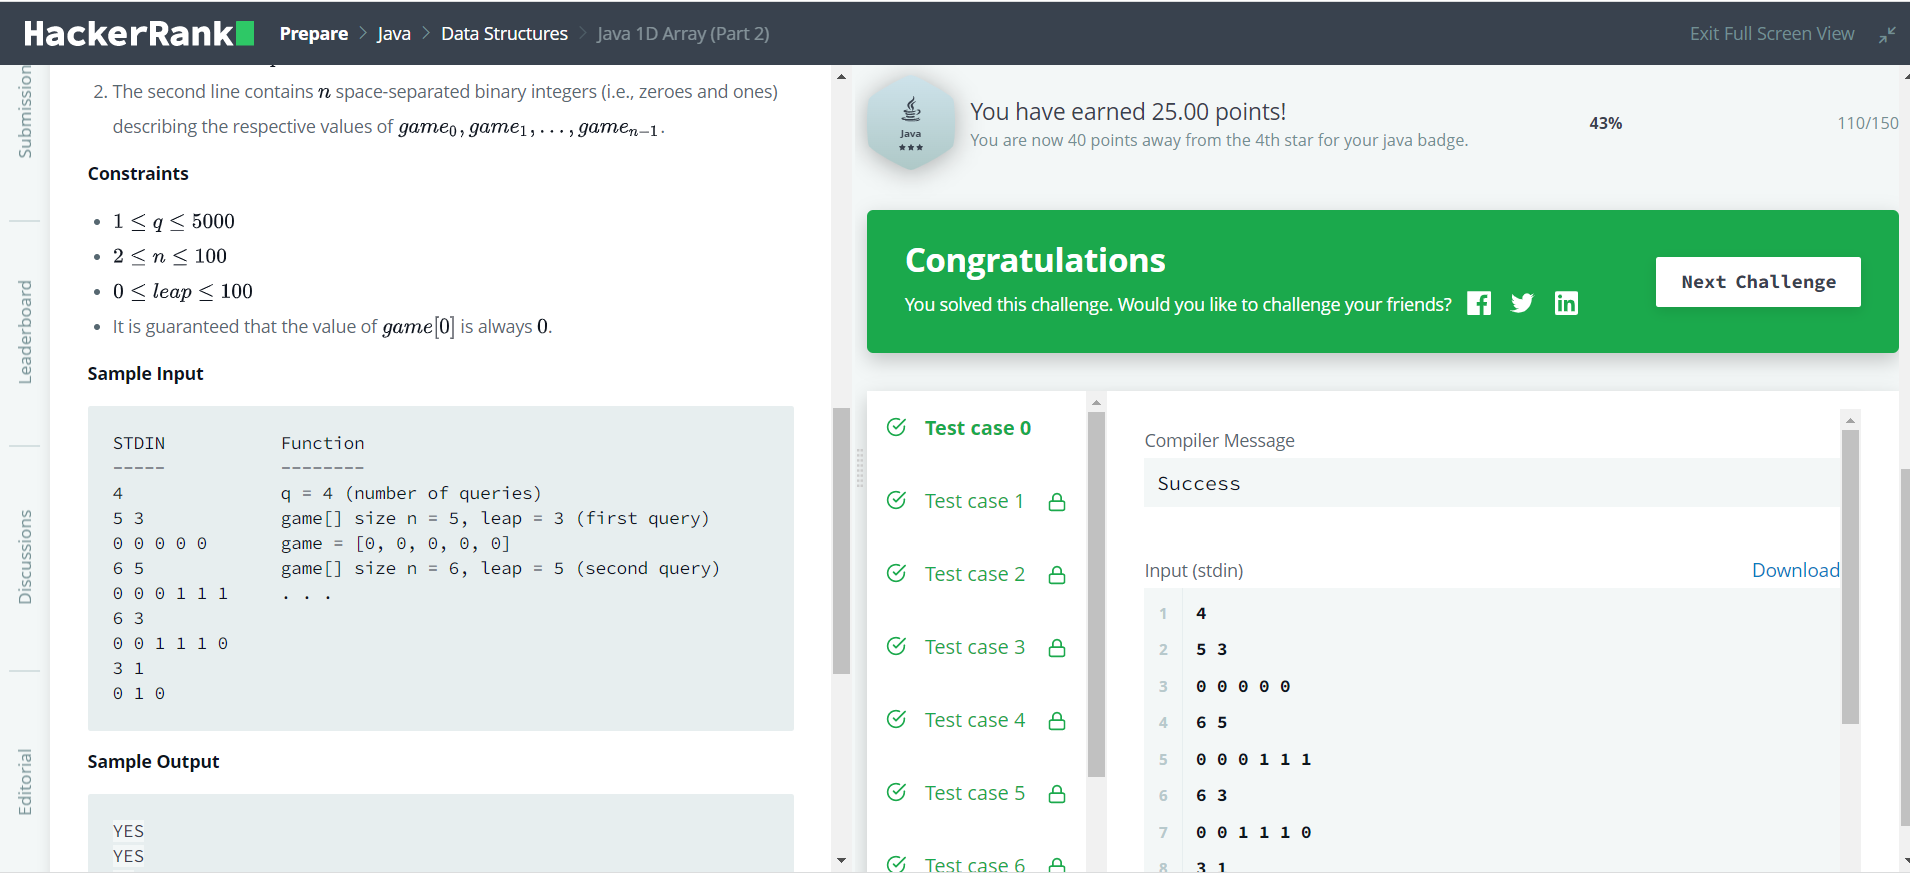 HackerRank
Prepare > Java > Data Structures > Java 1D Array (Part 2)
Exit Full Screen View
Submission
Leaderboard
Discussions
Editorial
2. The second line contains n space-separated binary integers (i.e., zeroes and ones)
describing the respective values of game₀, game₁, . . . , gameₙ₋₁.
Constraints
• 1 ≤ q ≤ 5000
• 2 ≤ n ≤ 100
• 0 ≤ leap ≤ 100
• It is guaranteed that the value of game[0] is always 0.
Sample Input
STDIN Function
----- --------
4 q = 4 (number of queries)
5 3 game[] size n = 5, leap = 3 (first query)
0 0 0 0 0 game = [0, 0, 0, 0, 0]
6 5 game[] size n = 6, leap = 5 (second query)
0 0 0 1 1 1 . . .
6 3
0 0 1 1 1 0
3 1
0 1 0
Sample Output
YES
YES
Java
You have earned 25.00 points!
You are now 40 points away from the 4th star for your java badge.
43%
110/150
Congratulations
You solved this challenge. Would you like to challenge your friends?
Next Challenge
Test case 0
Test case 1
Test case 2
Test case 3
Test case 4
Test case 5
Test case 6
Compiler Message
Success
Input (stdin)
Download
1 4
2 5 3
3 0 0 0 0 0
4 6 5
5 0 0 0 1 1 1
6 6 3
7 0 0 1 1 1 0
8 3 1